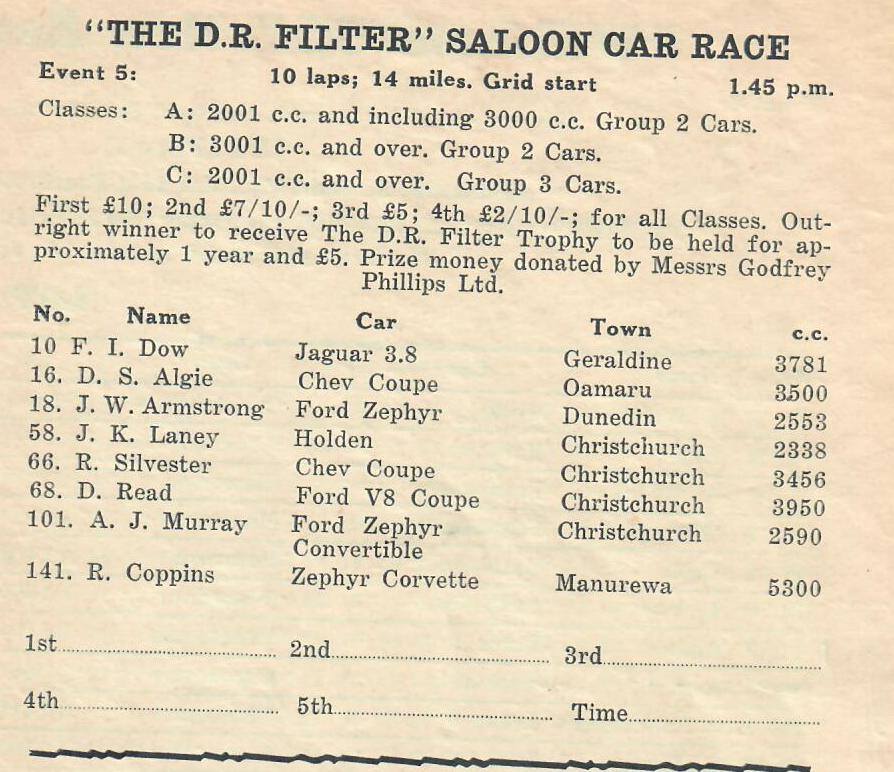 "THE D.R. FILTER" SALOON CAR RACE
Event 5: 10 laps; 14 miles. Grid start 1.45 p.m.
Classes: A: 2001 c.c. and including 3000 c.c. Group 2 Cars.
B: 3001 c.c. and over. Group 2 Cars.
C: 2001 c.c. and over. Group 3 Cars.
First £10; 2nd £7/10/-; 3rd £5; 4th £2/10/-; for all Classes. Out-
right winner to receive The D.R. Filter Trophy to be held for ap-
proximately 1 year and £5. Prize money donated by Messrs Godfrey
Phillips Ltd.
No. Name Car Town c.c.
10 F. I. Dow Jaguar 3.8 Geraldine 3781
16. D. S. Algie Chev Coupe Oamaru 3500
18. J. W. Armstrong Ford Zephyr Dunedin 2553
58. J. K. Laney Holden Christchurch 2338
66. R. Silvester Chev Coupe Christchurch 3456
68. D. Read Ford V8 Coupe Christchurch 3950
101. A. J. Murray Ford Zephyr Christchurch 2590
Convertible
141. R. Coppins Zephyr Corvette Manurewa 5300
1st 2nd 3rd
4th 5th Time